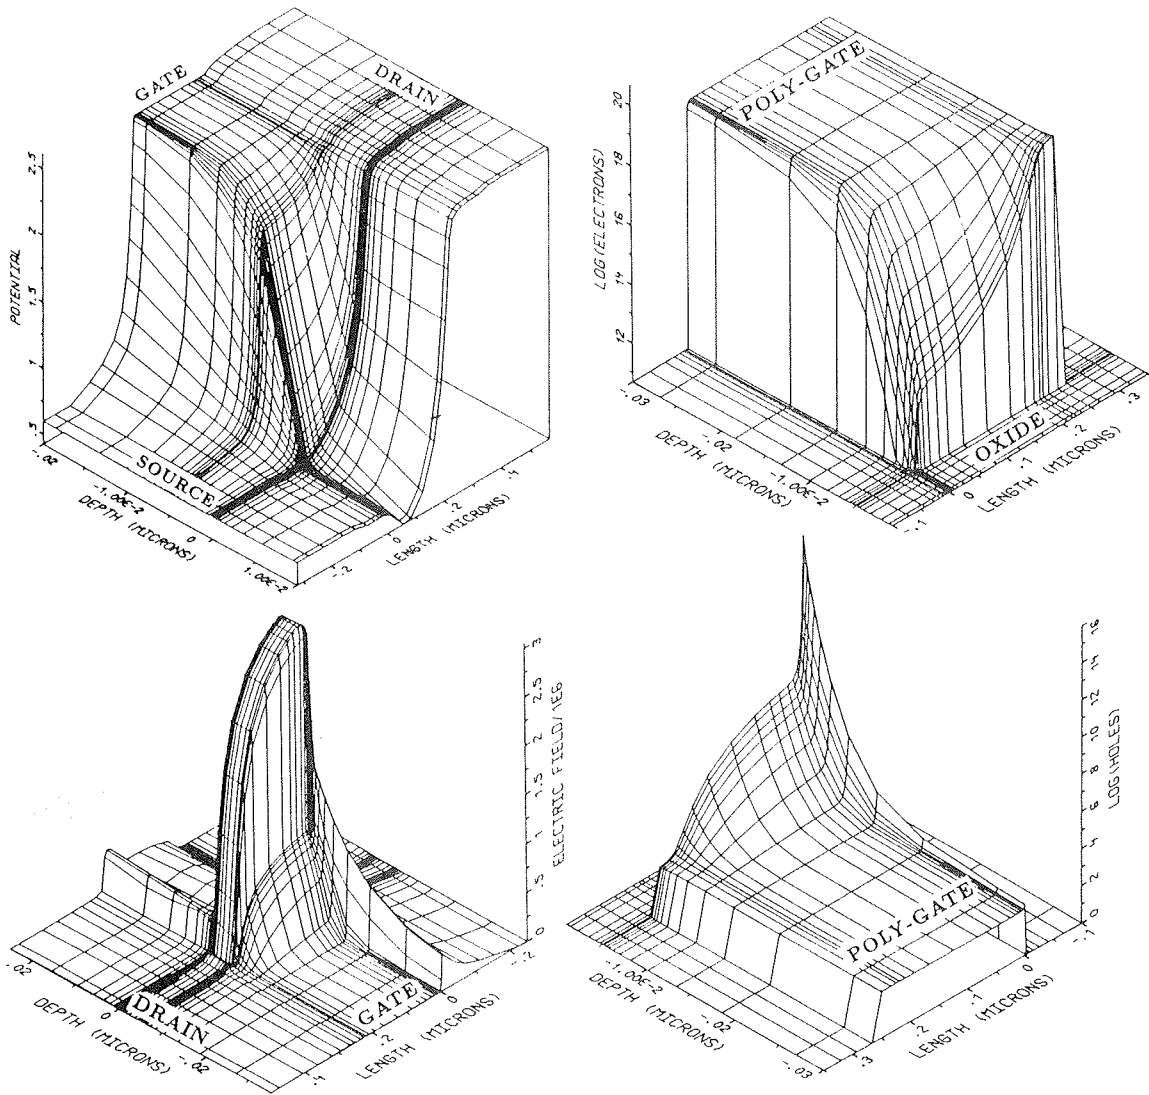 GATE
DRAIN
SOURCE
POTENTIAL
2.5
2
1.5
1
.5
-.02
-1.00E-2
0
1.00E-2
DEPTH (MICRONS)
-.2
0
.2
.4
LENGTH (MICRONS)
POLY-GATE
OXIDE
LOG(ELECTRONS)
20
18
16
14
12
-.03
-.02
-1.00E-2
DEPTH (MICRONS)
-.1
0
.1
.2
.3
LENGTH (MICRONS)
DRAIN
GATE
ELECTRIC FIELD/1E6
3
2.5
2
1.5
1
.5
0
.02
0
-.02
DEPTH (MICRONS)
.4
.2
0
-.2
LENGTH (MICRONS)
POLY-GATE
LOG(HOLES)
16
14
12
10
8
6
4
2
0
-1.00E-2
-.02
-.03
DEPTH (MICRONS)
.3
.2
.1
0
-.1
LENGTH (MICRONS)